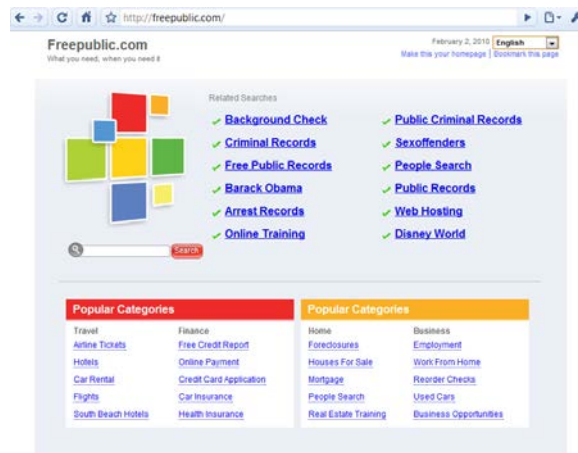 http://freepublic.com/
Freepublic.com
What you need, when you need it
February 2, 2010 English
Make this your homepage | Bookmark this page
Related Searches
Background Check
Criminal Records
Free Public Records
Barack Obama
Arrest Records
Online Training
Public Criminal Records
Sexoffenders
People Search
Public Records
Web Hosting
Disney World
Search
Popular Categories
Travel
Airline Tickets
Hotels
Car Rental
Flights
South Beach Hotels
Finance
Free Credit Report
Online Payment
Credit Card Application
Car Insurance
Health Insurance
Popular Categories
Home
Foreclosures
Houses For Sale
Mortgage
People Search
Real Estate Training
Business
Employment
Work From Home
Reorder Checks
Used Cars
Business Opportunities